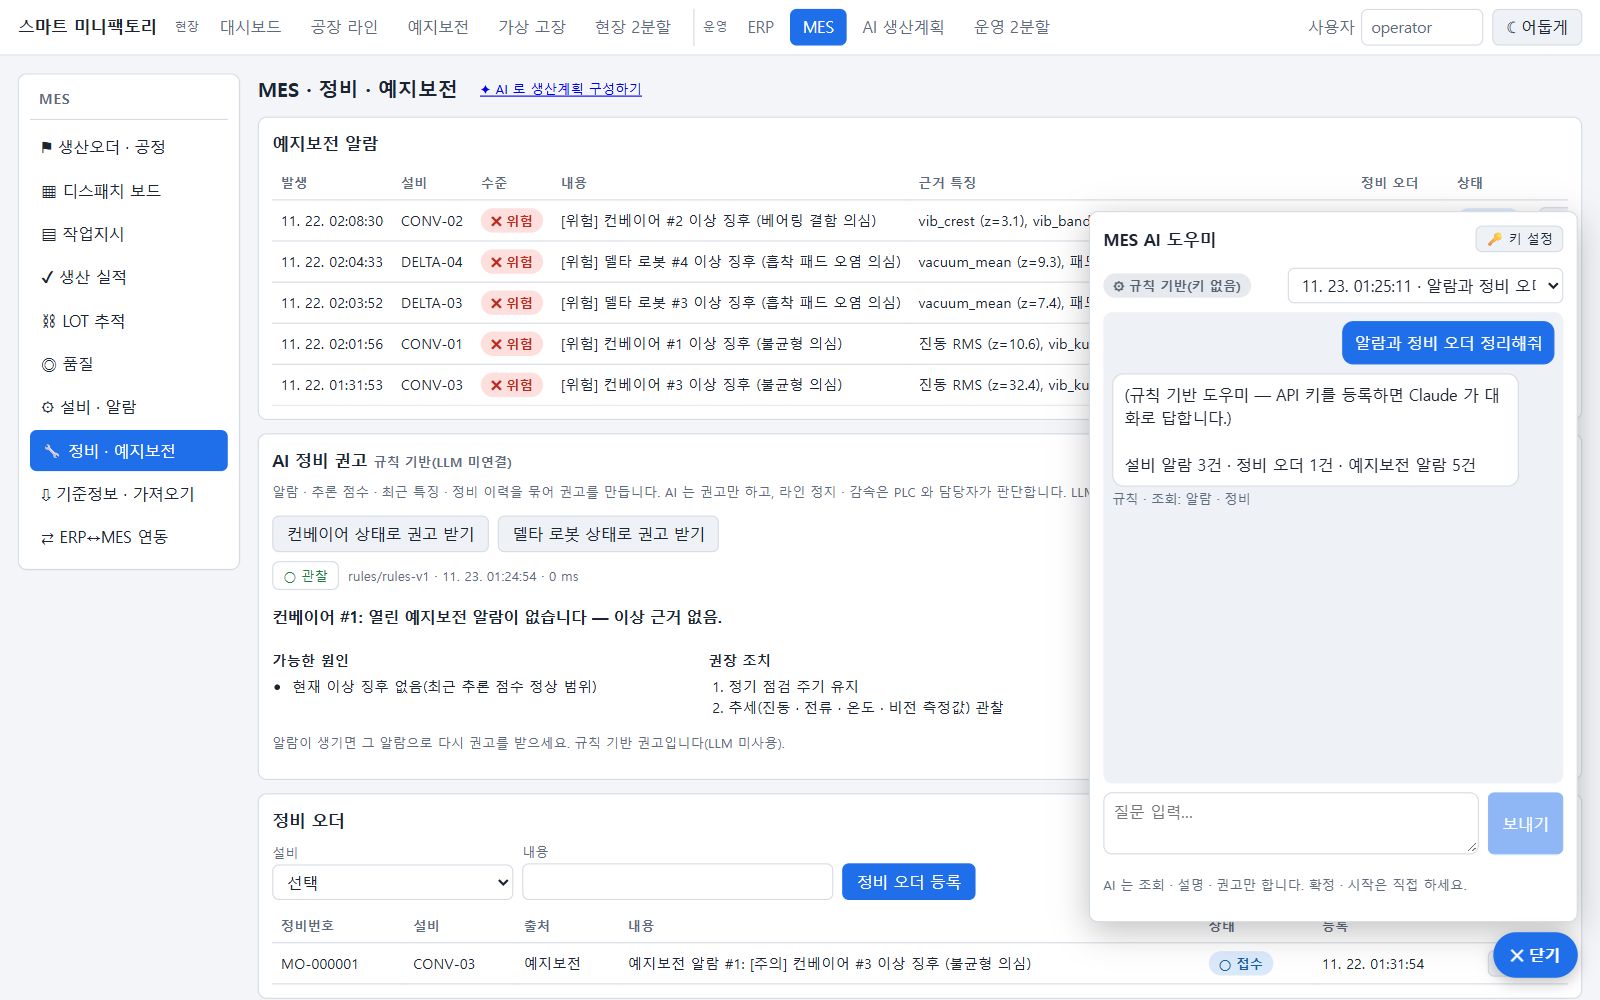 스마트 미니팩토리 현장 대시보드 공장 라인 예지보전 가상 고장 현장 2분할 운영 ERP MES AI 생산계획 운영 2분할 사용자 operator ☾ 어둡게
MES
⚑ 생산오더 · 공정
▦ 디스패치 보드
▤ 작업지시
✓ 생산 실적
⛓ LOT 추적
◎ 품질
⚙ 설비 · 알람
🔧 정비 · 예지보전
⇩ 기준정보 · 가져오기
⇄ ERP↔MES 연동
MES · 정비 · 예지보전 ✦ AI 로 생산계획 구성하기
예지보전 알람
발생 설비 수준 내용 근거 특징 정비 오더 상태
11. 22. 02:08:30 CONV-02 ✕ 위험 [위험] 컨베이어 #2 이상 징후 (베어링 결함 의심) vib_crest (z=3.1), vib_band
11. 22. 02:04:33 DELTA-04 ✕ 위험 [위험] 델타 로봇 #4 이상 징후 (흡착 패드 오염 의심) vacuum_mean (z=9.3), 패드
11. 22. 02:03:52 DELTA-03 ✕ 위험 [위험] 델타 로봇 #3 이상 징후 (흡착 패드 오염 의심) vacuum_mean (z=7.4), 패드
11. 22. 02:01:56 CONV-01 ✕ 위험 [위험] 컨베이어 #1 이상 징후 (불균형 의심) 진동 RMS (z=10.6), vib_ku
11. 22. 01:31:53 CONV-03 ✕ 위험 [위험] 컨베이어 #3 이상 징후 (불균형 의심) 진동 RMS (z=32.4), vib_ku
AI 정비 권고 규칙 기반(LLM 미연결)
알람 · 추론 점수 · 최근 특징 · 정비 이력을 묶어 권고를 만듭니다. AI 는 권고만 하고, 라인 정지 · 감속은 PLC 와 담당자가 판단합니다. LLM
컨베이어 상태로 권고 받기 델타 로봇 상태로 권고 받기
○ 관찰 rules/rules-v1 · 11. 23. 01:24:54 · 0 ms
컨베이어 #1: 열린 예지보전 알람이 없습니다 — 이상 근거 없음.
가능한 원인
• 현재 이상 징후 없음(최근 추론 점수 정상 범위)
권장 조치
1. 정기 점검 주기 유지
2. 추세(진동 · 전류 · 온도 · 비전 측정값) 관찰
알람이 생기면 그 알람으로 다시 권고를 받으세요. 규칙 기반 권고입니다(LLM 미사용).
정비 오더
설비 내용
선택 정비 오더 등록
정비번호 설비 출처 내용 상태 등록
MO-000001 CONV-03 예지보전 예지보전 알람 #1: [주의] 컨베이어 #3 이상 징후 (불균형 의심) ○ 접수 11. 22. 01:31:54
MES AI 도우미 🔑 키 설정
⚙ 규칙 기반(키 없음) 11. 23. 01:25:11 · 알람과 정비 오
알람과 정비 오더 정리해줘
(규칙 기반 도우미 — API 키를 등록하면 Claude 가 대
화로 답합니다.)
설비 알람 3건 · 정비 오더 1건 · 예지보전 알람 5건
규칙 · 조회: 알람 · 정비
질문 입력... 보내기
AI 는 조회 · 설명 · 권고만 합니다. 확정 · 시작은 직접 하세요.
✕ 닫기